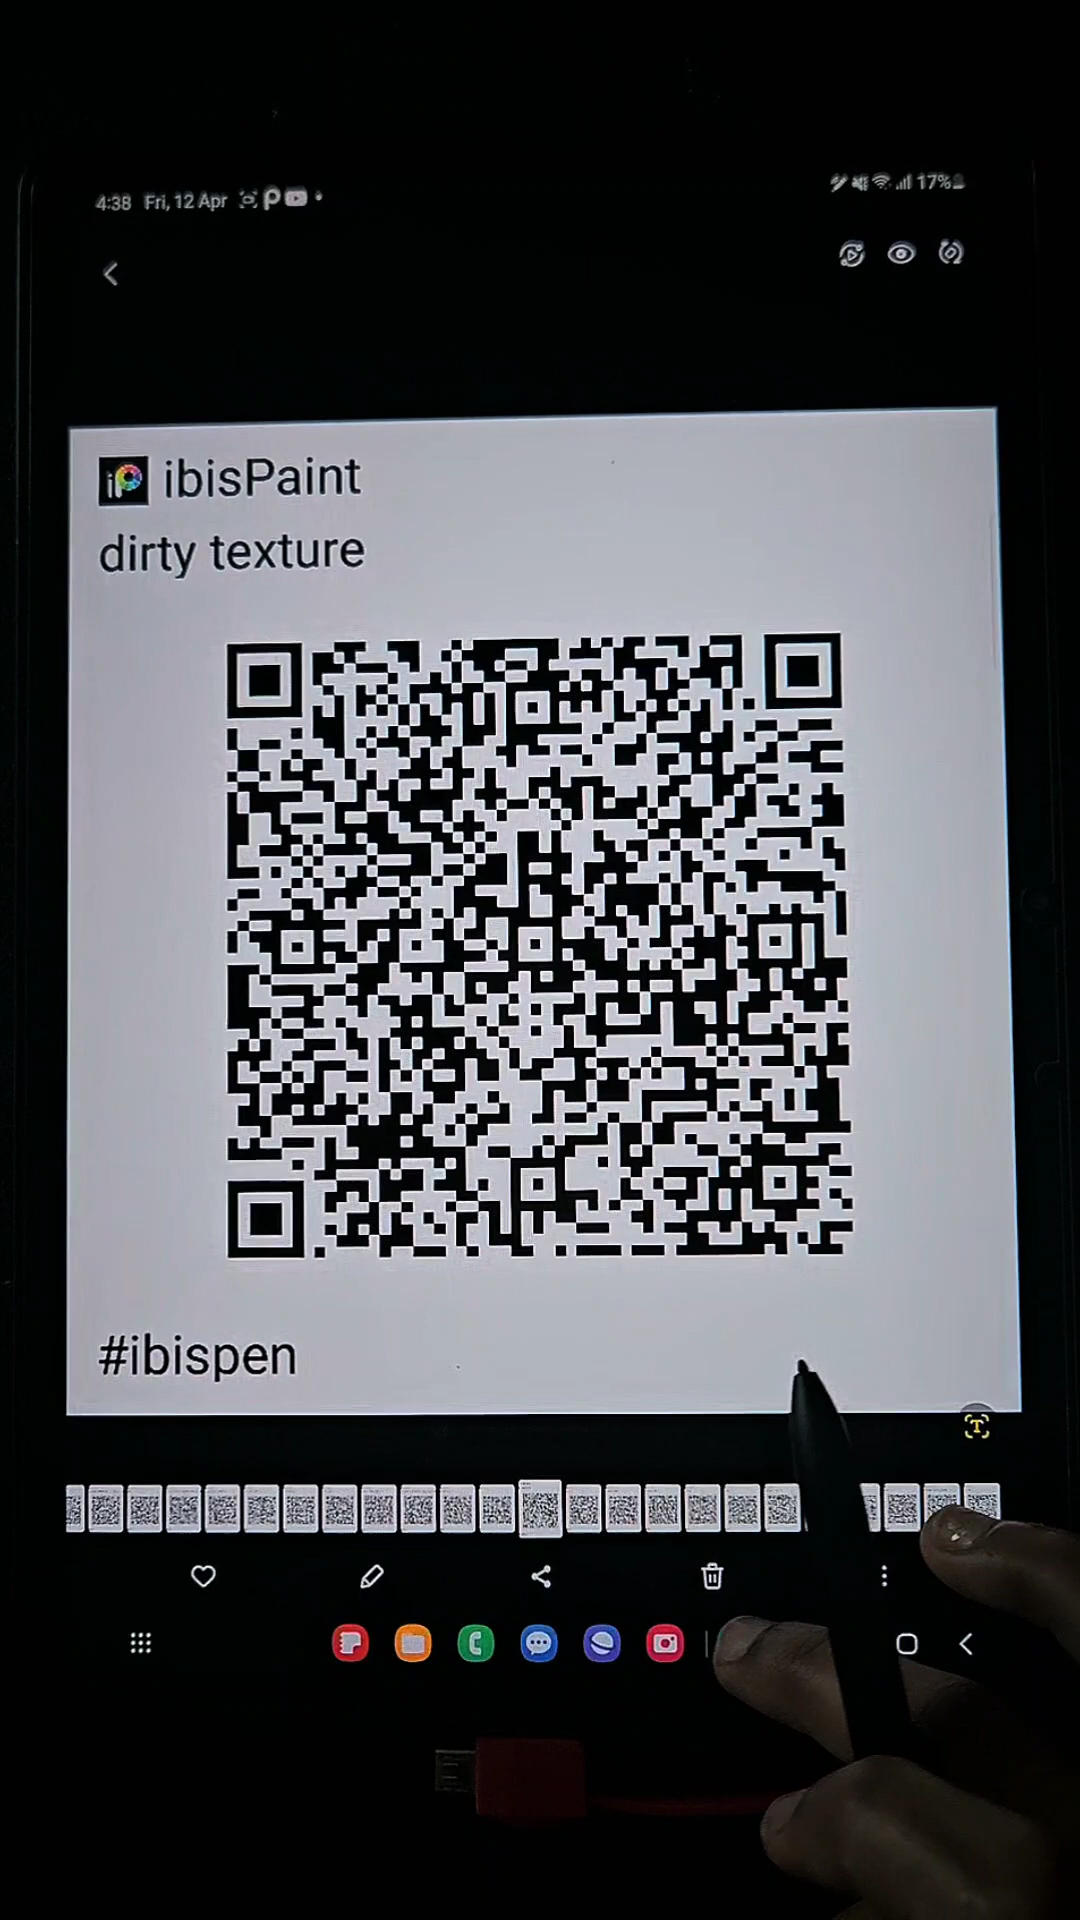 4:38 Fri, 12 Apr 17%
ibisPaint
dirty texture
#ibispen
T